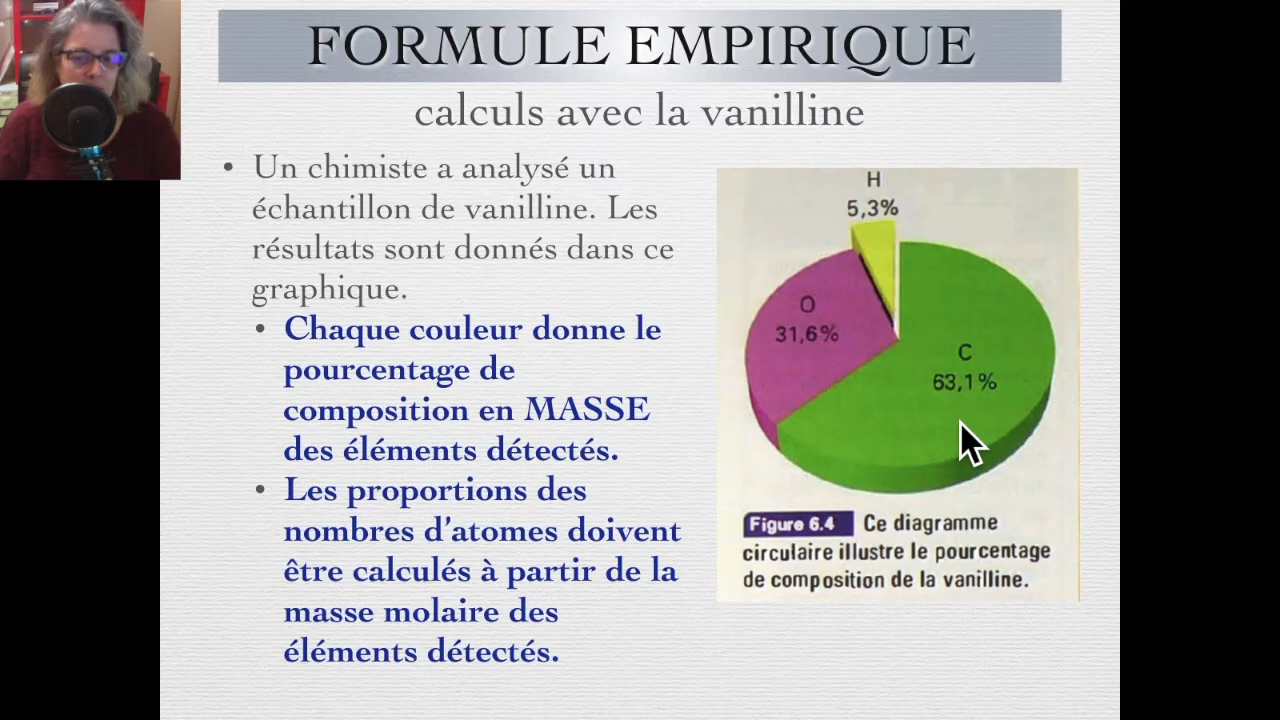 FORMULE EMPIRIQUE
calculs avec la vanilline
• Un chimiste a analysé un
échantillon de vanilline. Les
résultats sont donnés dans ce
graphique.
• Chaque couleur donne le
pourcentage de
composition en MASSE
des éléments détectés.
• Les proportions des
nombres d'atomes doivent
être calculés à partir de la
masse molaire des
éléments détectés.
H
5,3%
O
31,6%
C
63,1%
Figure 6.4 Ce diagramme
circulaire illustre le pourcentage
de composition de la vanilline.